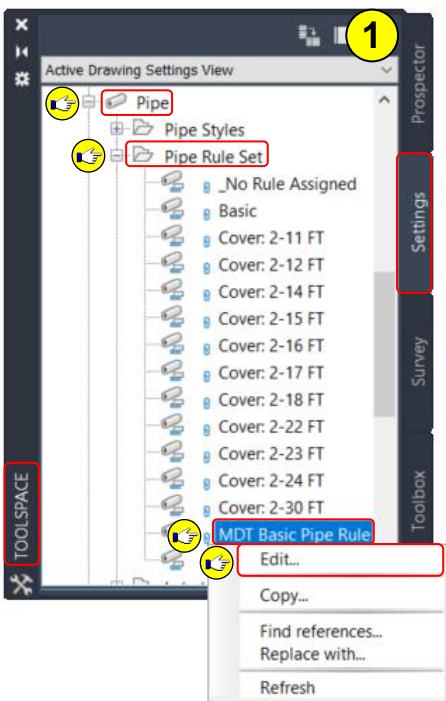 1
Active Drawing Settings View
Prospector
Pipe
Pipe Styles
Pipe Rule Set
_No Rule Assigned
Basic
Settings
Cover: 2-11 FT
Cover: 2-12 FT
Cover: 2-14 FT
Cover: 2-15 FT
Cover: 2-16 FT
Survey
Cover: 2-17 FT
Cover: 2-18 FT
Cover: 2-22 FT
Cover: 2-23 FT
Cover: 2-24 FT
Toolbox
Cover: 2-30 FT
TOOLSPACE
MDT Basic Pipe Rule
Edit...
Copy...
Find references...
Replace with...
Refresh